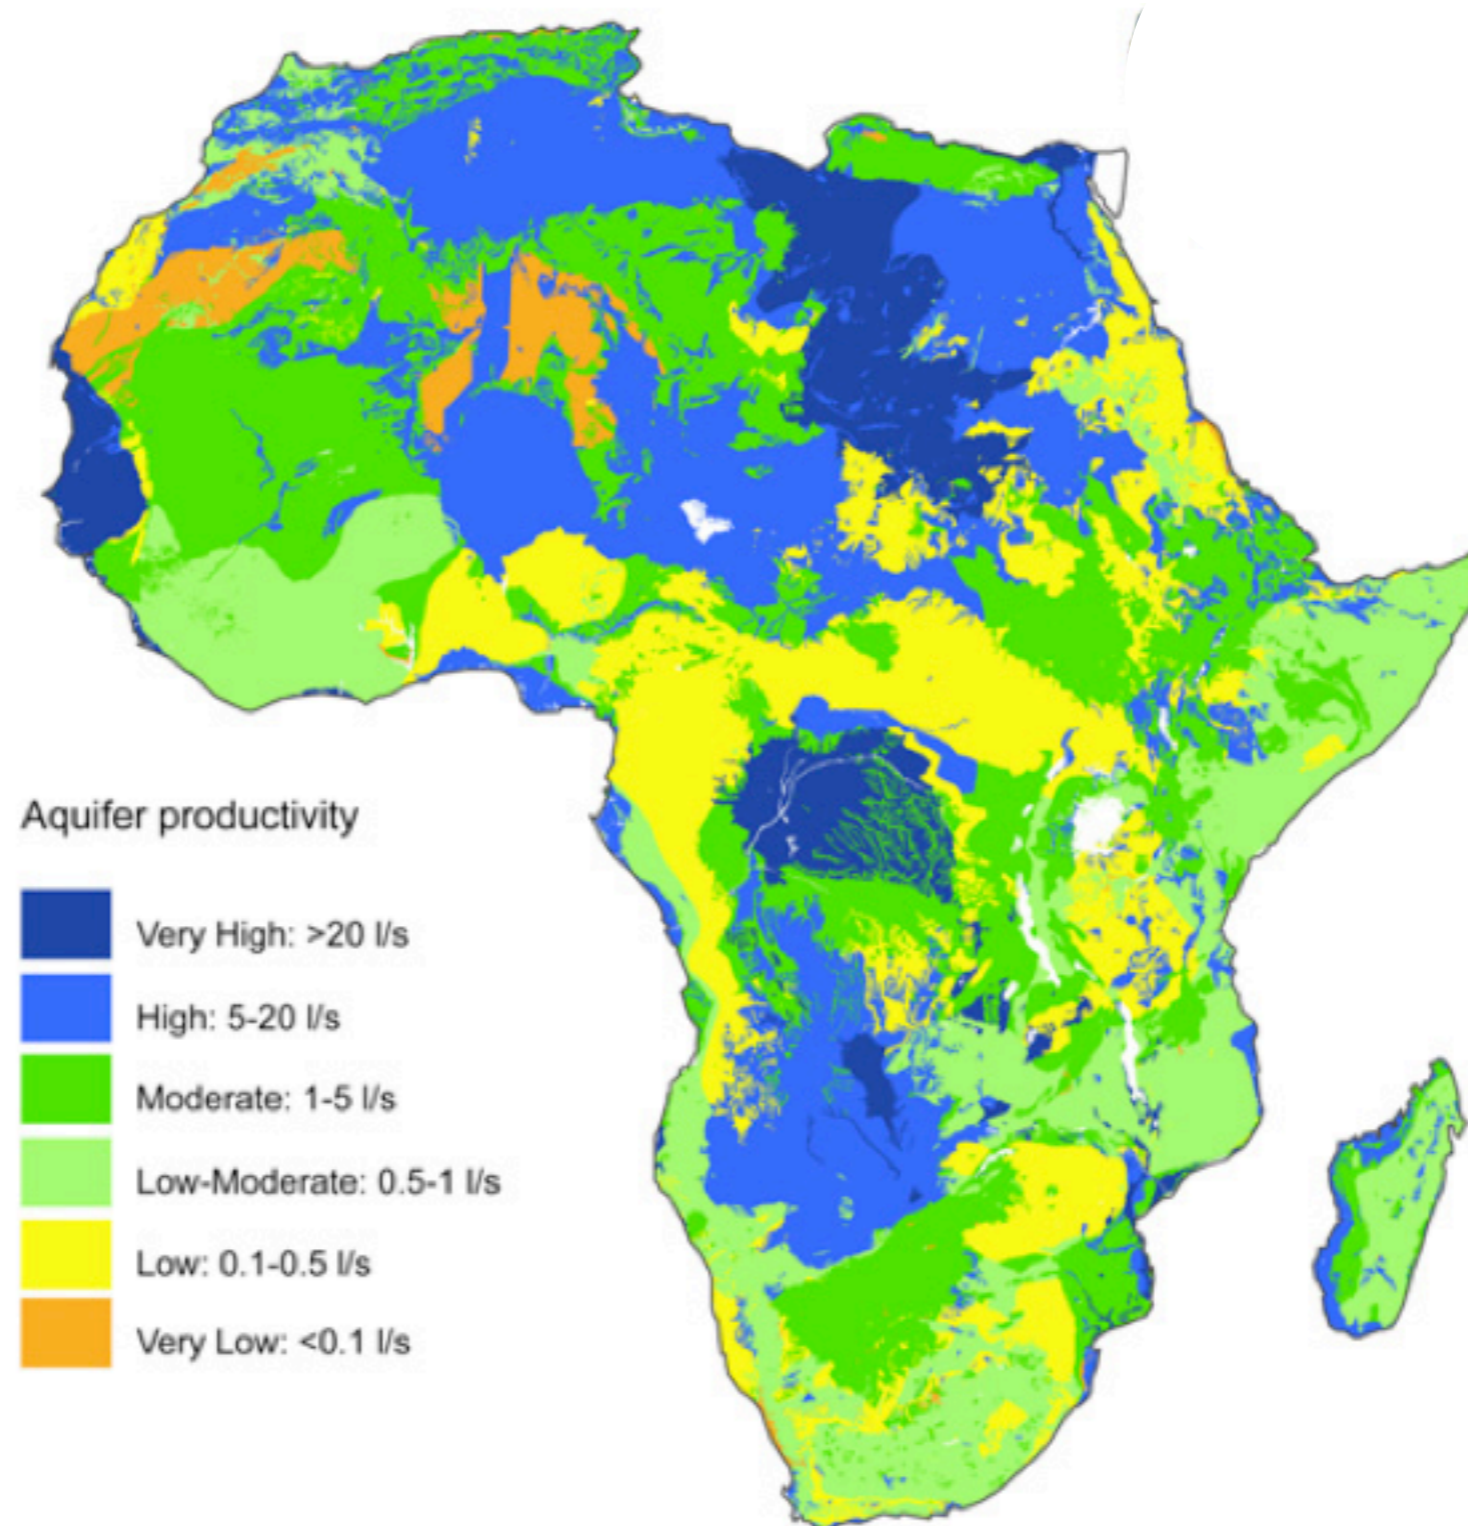 Aquifer productivity
Very High: >20 l/s
High: 5-20 l/s
Moderate: 1-5 l/s
Low-Moderate: 0.5-1 l/s
Low: 0.1-0.5 l/s
Very Low: <0.1 l/s